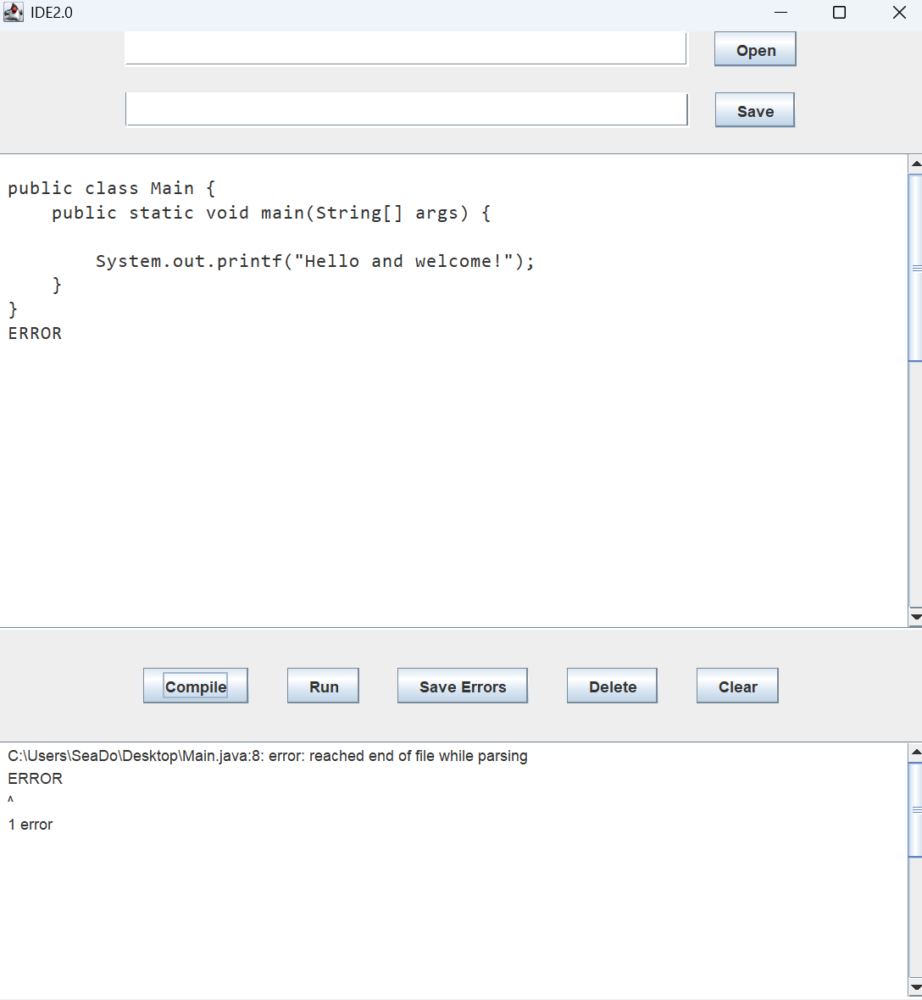 IDE2.0
Open
Save
public class Main {
    public static void main(String[] args) {
        System.out.printf("Hello and welcome!");
    }
}
ERROR
Compile Run Save Errors Delete Clear
C:\Users\SeaDo\Desktop\Main.java:8: error: reached end of file while parsing
ERROR
^
1 error